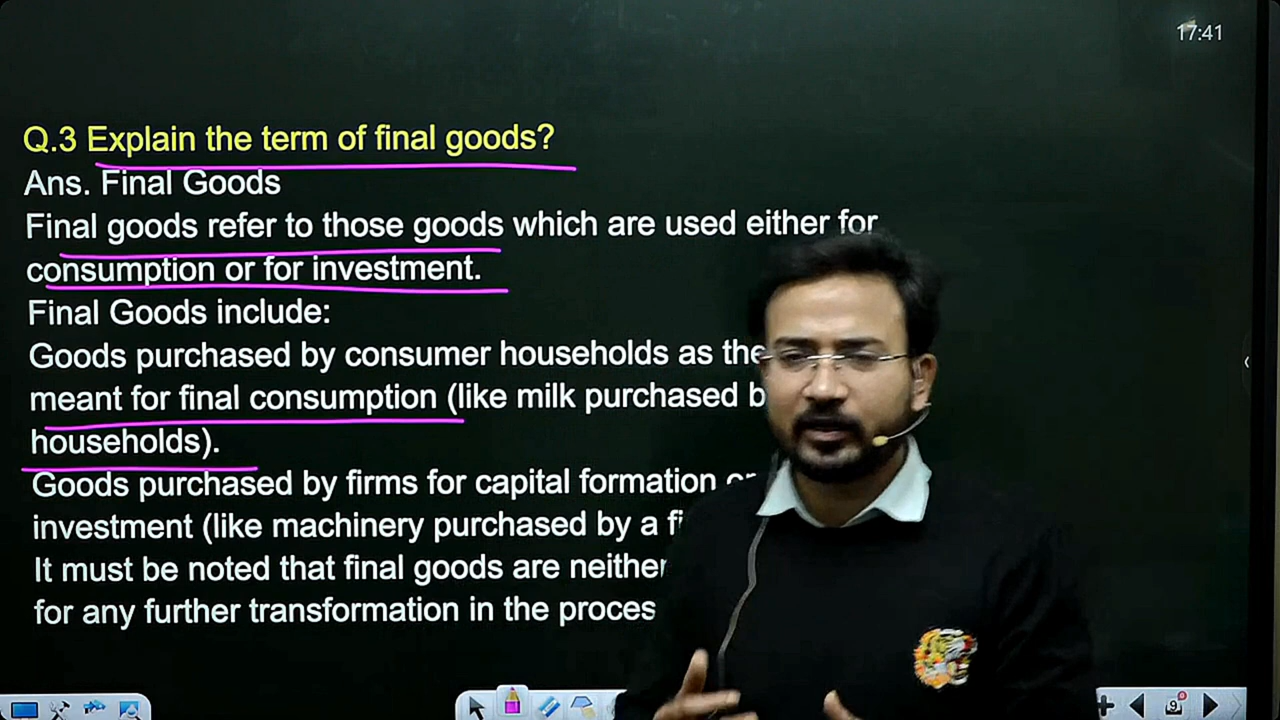 17:41
Q.3 Explain the term of final goods?
Ans. Final Goods
Final goods refer to those goods which are used either for
consumption or for investment.
Final Goods include:
Goods purchased by consumer households as the
meant for final consumption (like milk purchased b
households).
Goods purchased by firms for capital formation or
investment (like machinery purchased by a fi
It must be noted that final goods are neither
for any further transformation in the proces
9